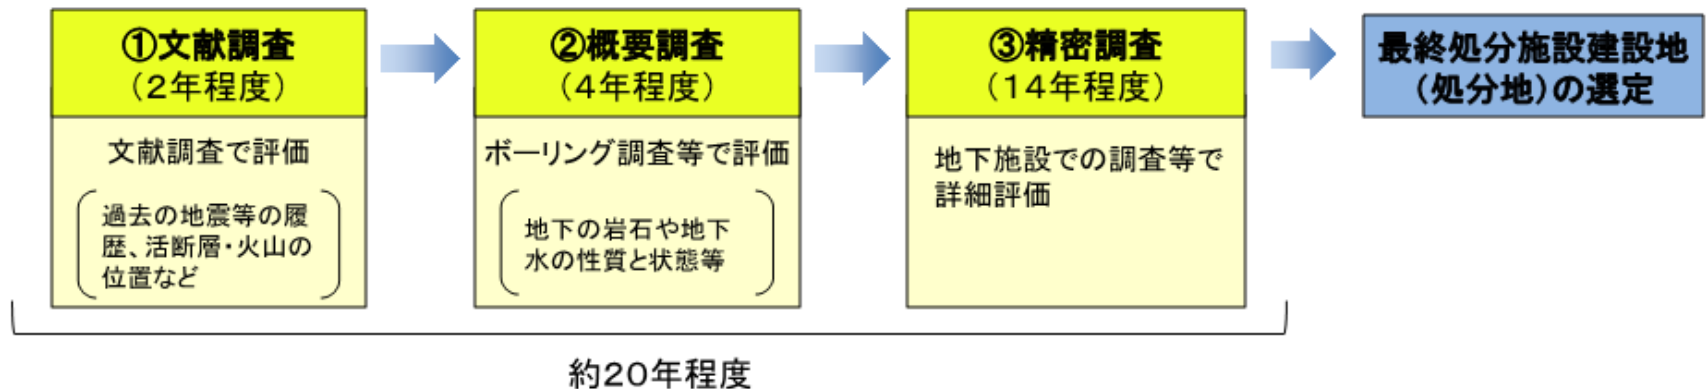 ①文献調査
（２年程度）
文献調査で評価
過去の地震等の履
歴、活断層・火山の
位置など
②概要調査
（４年程度）
ボーリング調査等で評価
地下の岩石や地下
水の性質と状態等
③精密調査
（１４年程度）
地下施設での調査等で
詳細評価
最終処分施設建設地
（処分地）の選定
約２０年程度